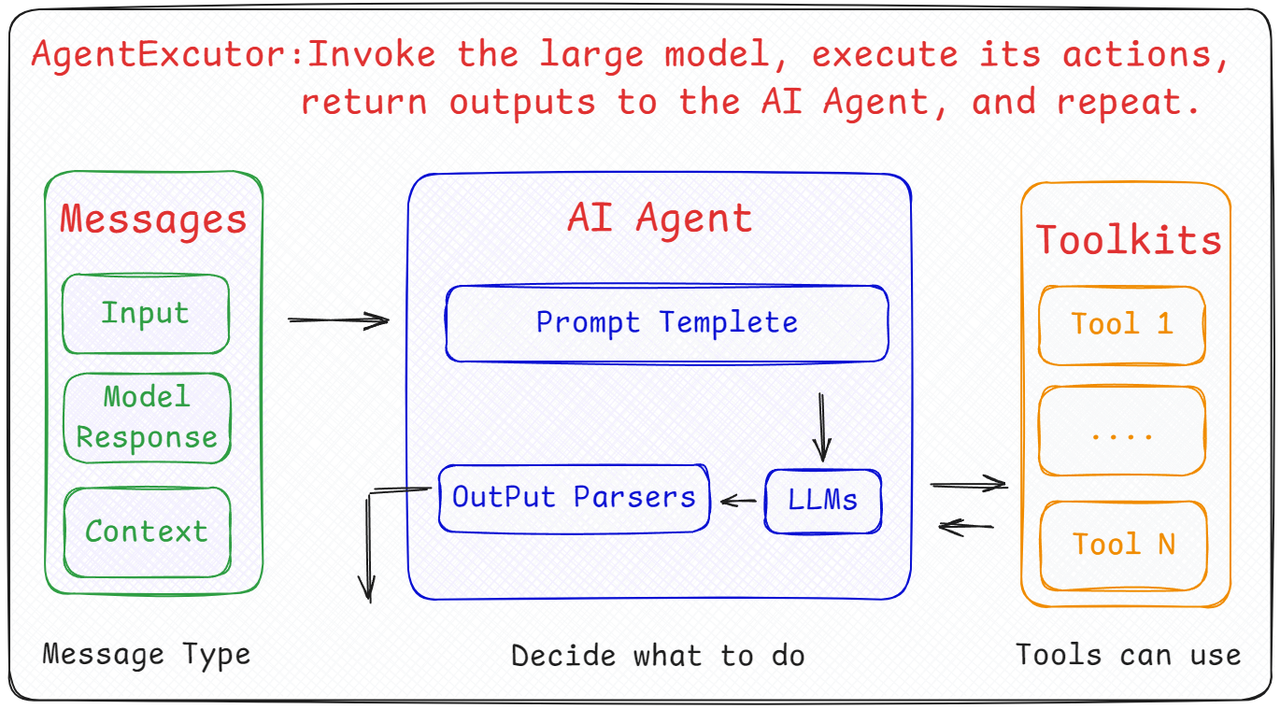 AgentExcutor:Invoke the large model, execute its actions,
return outputs to the AI Agent, and repeat.
Messages
Input
Model
Response
Context
Message Type
AI Agent
Prompt Templete
OutPut Parsers
LLMs
Decide what to do
Toolkits
Tool 1
....
Tool N
Tools can use